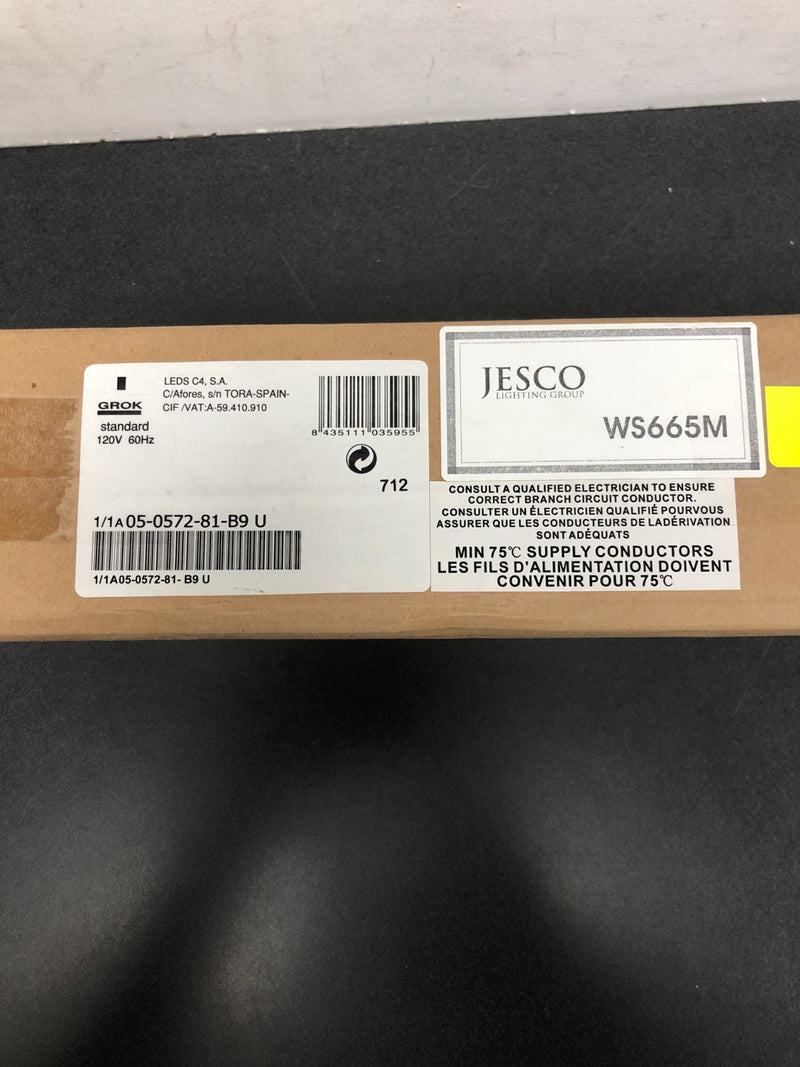 GROK
standard
120V 60Hz
LEDS C4, S.A.
C/Afores, s/n TORA-SPAIN-
CIF /VAT:A-59.410.910
8 435111 035955
712
1/1A 05-0572-81-B9 U
1/1A05-0572-81- B9 U
JESCO
LIGHTING GROUP
WS665M
CONSULT A QUALIFIED ELECTRICIAN TO ENSURE
CORRECT BRANCH CIRCUIT CONDUCTOR.
CONSULTER UN ÉLECTRICIEN QUALIFIÉ POURVOUS
ASSURER QUE LES CONDUCTEURS DE LADÉRIVATION
SONT ADÉQUATS
MIN 75℃ SUPPLY CONDUCTORS
LES FILS D'ALIMENTATION DOIVENT
CONVENIR POUR 75℃